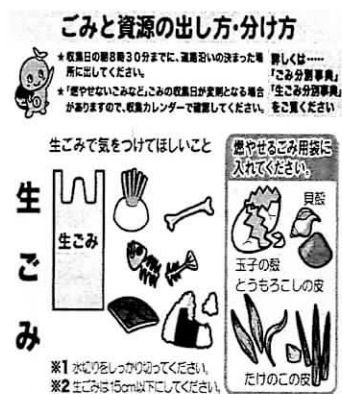 ごみと資源の出し方・分け方
★収集日の朝8時30分までに、道路沿いの決まった場
所に出してください。
★「燃やせないごみなど」ごみの収集日が変則となる場合
がありますので、収集カレンダーで確認してください。
詳しくは……
「ごみ分別事典」
「生ごみ分別事典」
をご覧ください
生ごみで気をつけてほしいこと
生ごみ
生ごみ
※1 水切りをしっかり切ってください。
※2 生ごみは15cm以下にしてください。
燃やせるごみ用袋に
入れてください。
貝殻
玉子の殻
とうもろこしの皮
たけのこの皮